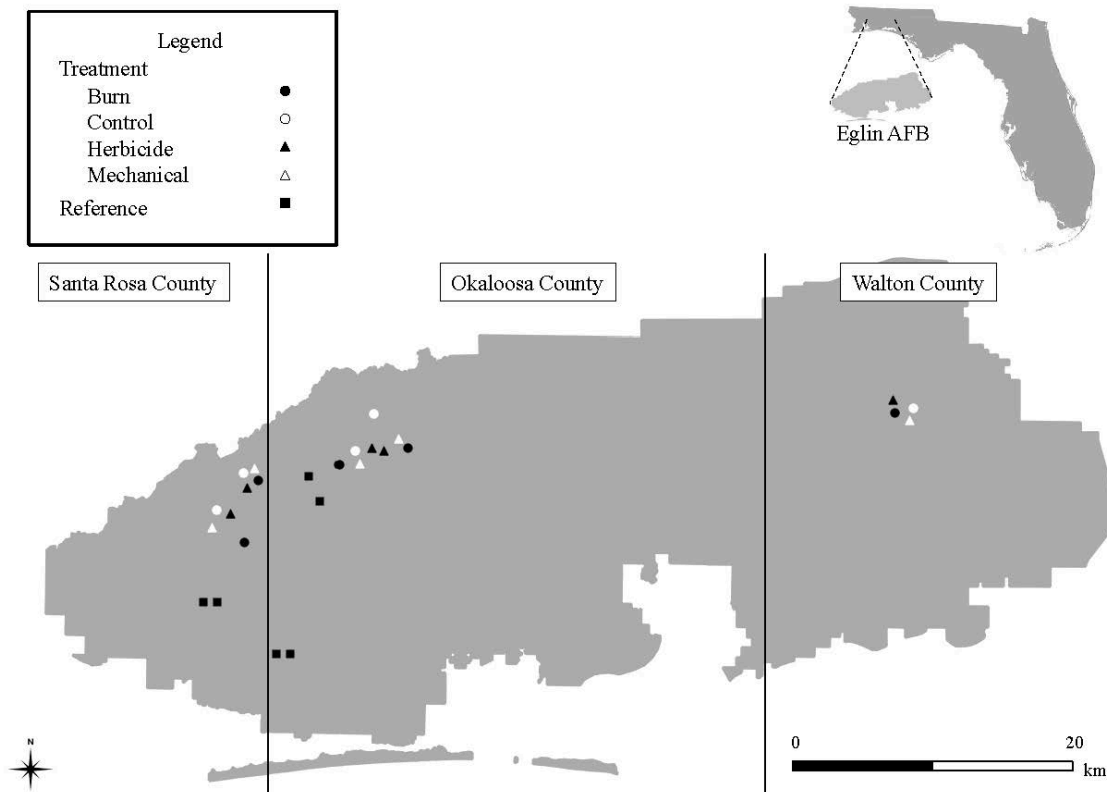 Legend
Treatment
Burn
Control
Herbicide
Mechanical
Reference
Eglin AFB
Santa Rosa County
Okaloosa County
Walton County
N
0 20
km